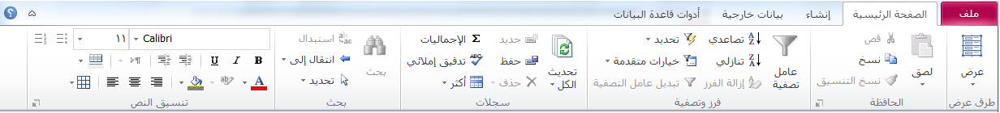 ملف
الصفحة الرئيسية
إنشاء
بيانات خارجية
أدوات قاعدة البيانات
عرض
طرق عرض
لصق
قص
نسخ
نسخ التنسيق
الحافظة
عامل
تصفية
تصاعدي
تنازلي
إزالة الفرز
تحديد
خيارات متقدمة
تبديل عامل التصفية
فرز وتصفية
تحديث
الكل
جديد
حفظ
حذف
الإجماليات
تدقيق إملائي
أكثر
سجلات
بحث
استبدال
انتقال إلى
تحديد
بحث
Calibri
١١
B I U
A
تنسيق النص